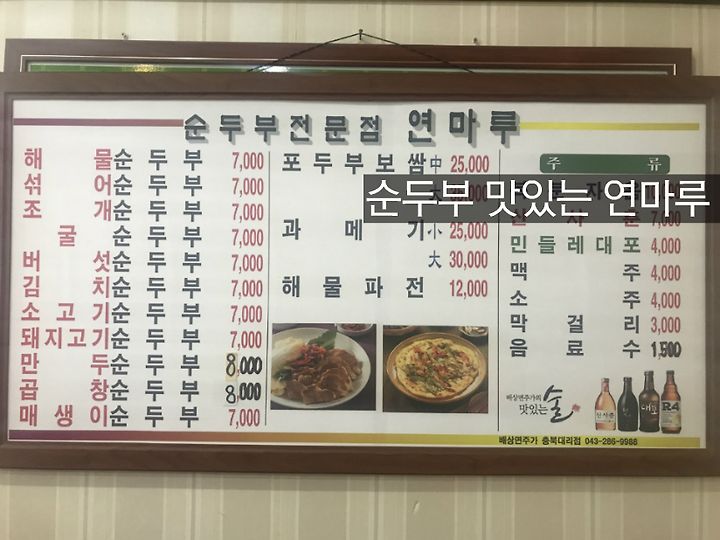 순두부전문점 연마루
해물순두부 7,000
섞어순두부 7,000
조개순두부 7,000
굴순두부 7,000
버섯순두부 7,000
김치순두부 7,000
소고기순두부 7,000
돼지고기순두부 7,000
만두순두부 8,000
곱창순두부 8,000
매생이순두부 7,000
포두부보쌈 中 25,000
과메기 小 25,000
大 30,000
해물파전 12,000
주류
순두부 맛있는 연마루
7,000
민들레대포 4,000
맥주 4,000
소주 4,000
막걸리 3,000
음료수 1,500
배상면주가의
맛있는 술
산사춘
대포
R4
배상면주가 충북대리점 043-286-9988